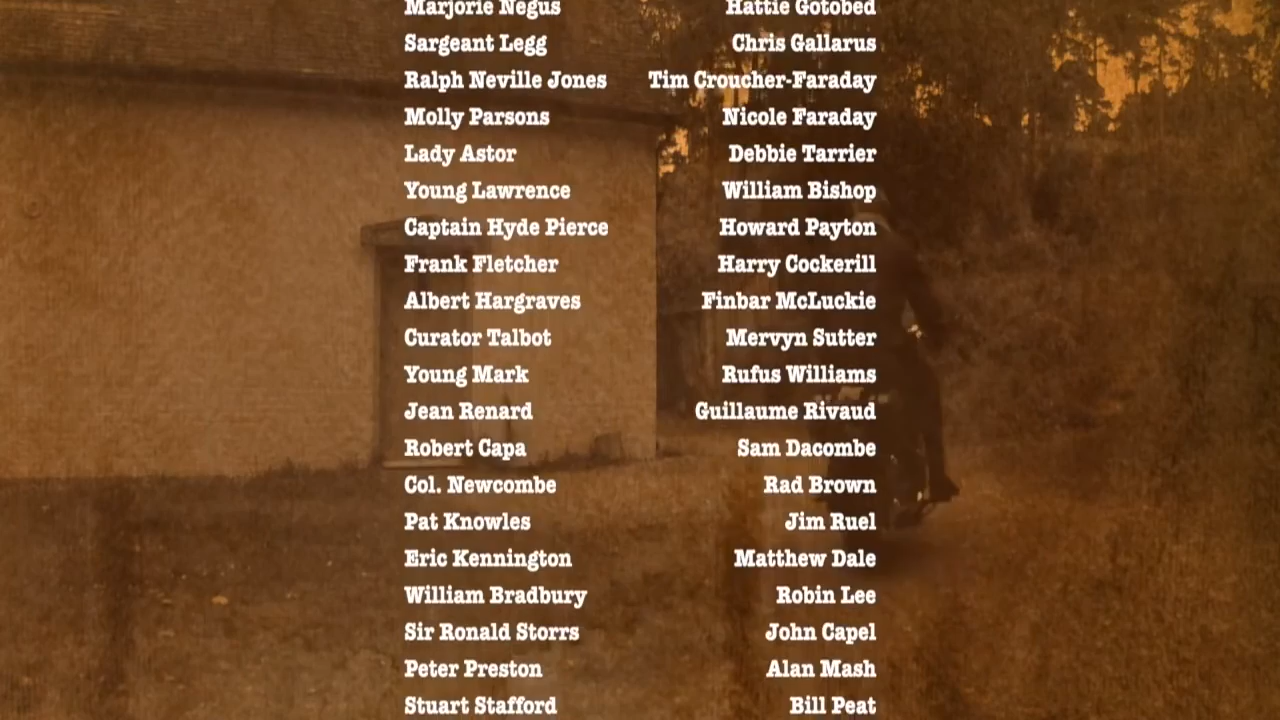 Marjorie Negus Hattie Gotobed
Sargeant Legg Chris Gallarus
Ralph Neville Jones Tim Croucher-Faraday
Molly Parsons Nicole Faraday
Lady Astor Debbie Tarrier
Young Lawrence William Bishop
Captain Hyde Pierce Howard Payton
Frank Fletcher Harry Cockerill
Albert Hargraves Finbar McLuckie
Curator Talbot Mervyn Sutter
Young Mark Rufus Williams
Jean Renard Guillaume Rivaud
Robert Capa Sam Dacombe
Col. Newcombe Rad Brown
Pat Knowles Jim Ruel
Eric Kennington Matthew Dale
William Bradbury Robin Lee
Sir Ronald Storrs John Capel
Peter Preston Alan Mash
Stuart Stafford Bill Peat